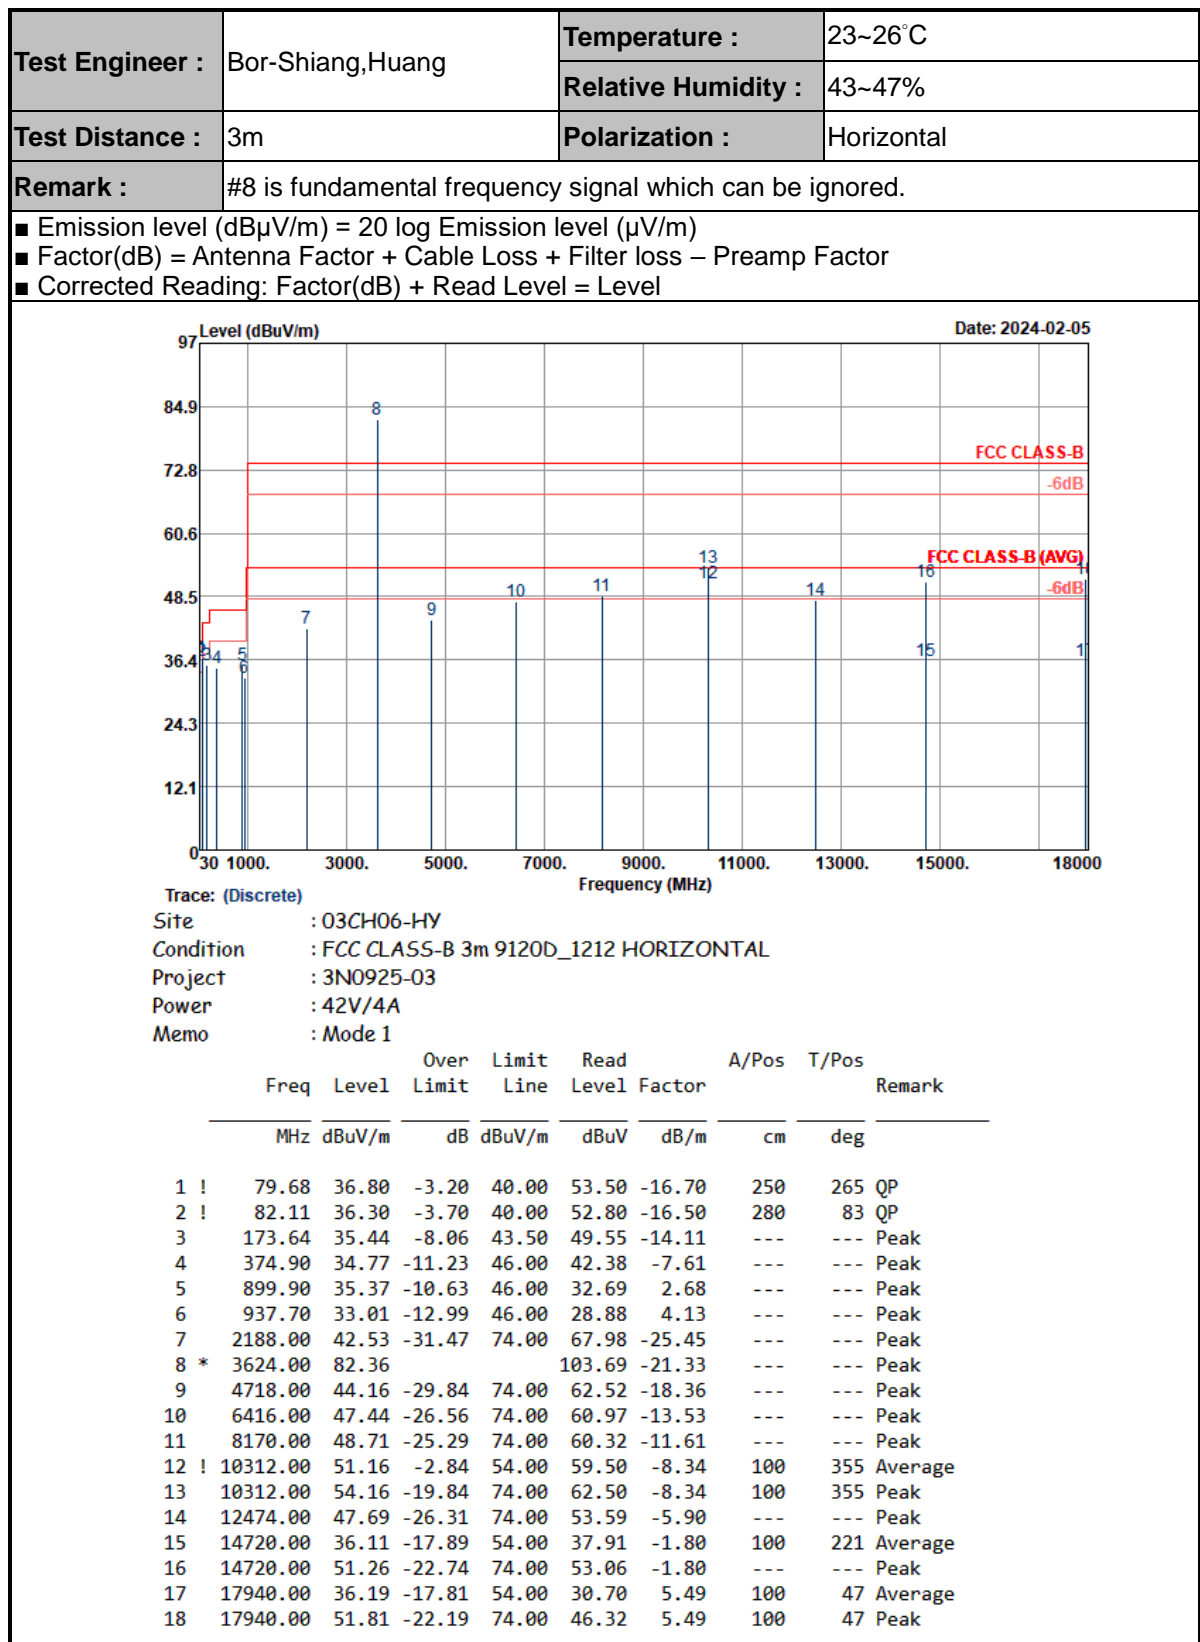 Test Engineer : Bor-Shiang,Huang Temperature : 23~26°C
Relative Humidity : 43~47%
Test Distance : 3m Polarization : Horizontal
Remark : #8 is fundamental frequency signal which can be ignored.
■ Emission level (dBμV/m) = 20 log Emission level (μV/m)
■ Factor(dB) = Antenna Factor + Cable Loss + Filter loss – Preamp Factor
■ Corrected Reading: Factor(dB) + Read Level = Level
97 Level (dBuV/m) Date: 2024-02-05
84.9 8
FCC CLASS-B
72.8
-6dB
60.6
13 FCC CLASS-B (AVG)
12 16
48.5 10 11 14 -6dB
7 9
36.4 3 4 5 15
6
24.3
12.1
0 30 1000. 3000. 5000. 7000. 9000. 11000. 13000. 15000. 18000
Frequency (MHz)
Trace: (Discrete)
Site : 03CH06-HY
Condition : FCC CLASS-B 3m 9120D_1212 HORIZONTAL
Project : 3N0925-03
Power : 42V/4A
Memo : Mode 1
Over Limit Read A/Pos T/Pos
Freq Level Limit Line Level Factor Remark
MHz dBuV/m dB dBuV/m dBuV dB/m cm deg
1 ! 79.68 36.80 -3.20 40.00 53.50 -16.70 250 265 QP
2 ! 82.11 36.30 -3.70 40.00 52.80 -16.50 280 83 QP
3 173.64 35.44 -8.06 43.50 49.55 -14.11 --- --- Peak
4 374.90 34.77 -11.23 46.00 42.38 -7.61 --- --- Peak
5 899.90 35.37 -10.63 46.00 32.69 2.68 --- --- Peak
6 937.70 33.01 -12.99 46.00 28.88 4.13 --- --- Peak
7 2188.00 42.53 -31.47 74.00 67.98 -25.45 --- --- Peak
8 * 3624.00 82.36 103.69 -21.33 --- --- Peak
9 4718.00 44.16 -29.84 74.00 62.52 -18.36 --- --- Peak
10 6416.00 47.44 -26.56 74.00 60.97 -13.53 --- --- Peak
11 8170.00 48.71 -25.29 74.00 60.32 -11.61 --- --- Peak
12 ! 10312.00 51.16 -2.84 54.00 59.50 -8.34 100 355 Average
13 10312.00 54.16 -19.84 74.00 62.50 -8.34 100 355 Peak
14 12474.00 47.69 -26.31 74.00 53.59 -5.90 --- --- Peak
15 14720.00 36.11 -17.89 54.00 37.91 -1.80 100 221 Average
16 14720.00 51.26 -22.74 74.00 53.06 -1.80 --- --- Peak
17 17940.00 36.19 -17.81 54.00 30.70 5.49 100 47 Average
18 17940.00 51.81 -22.19 74.00 46.32 5.49 100 47 Peak